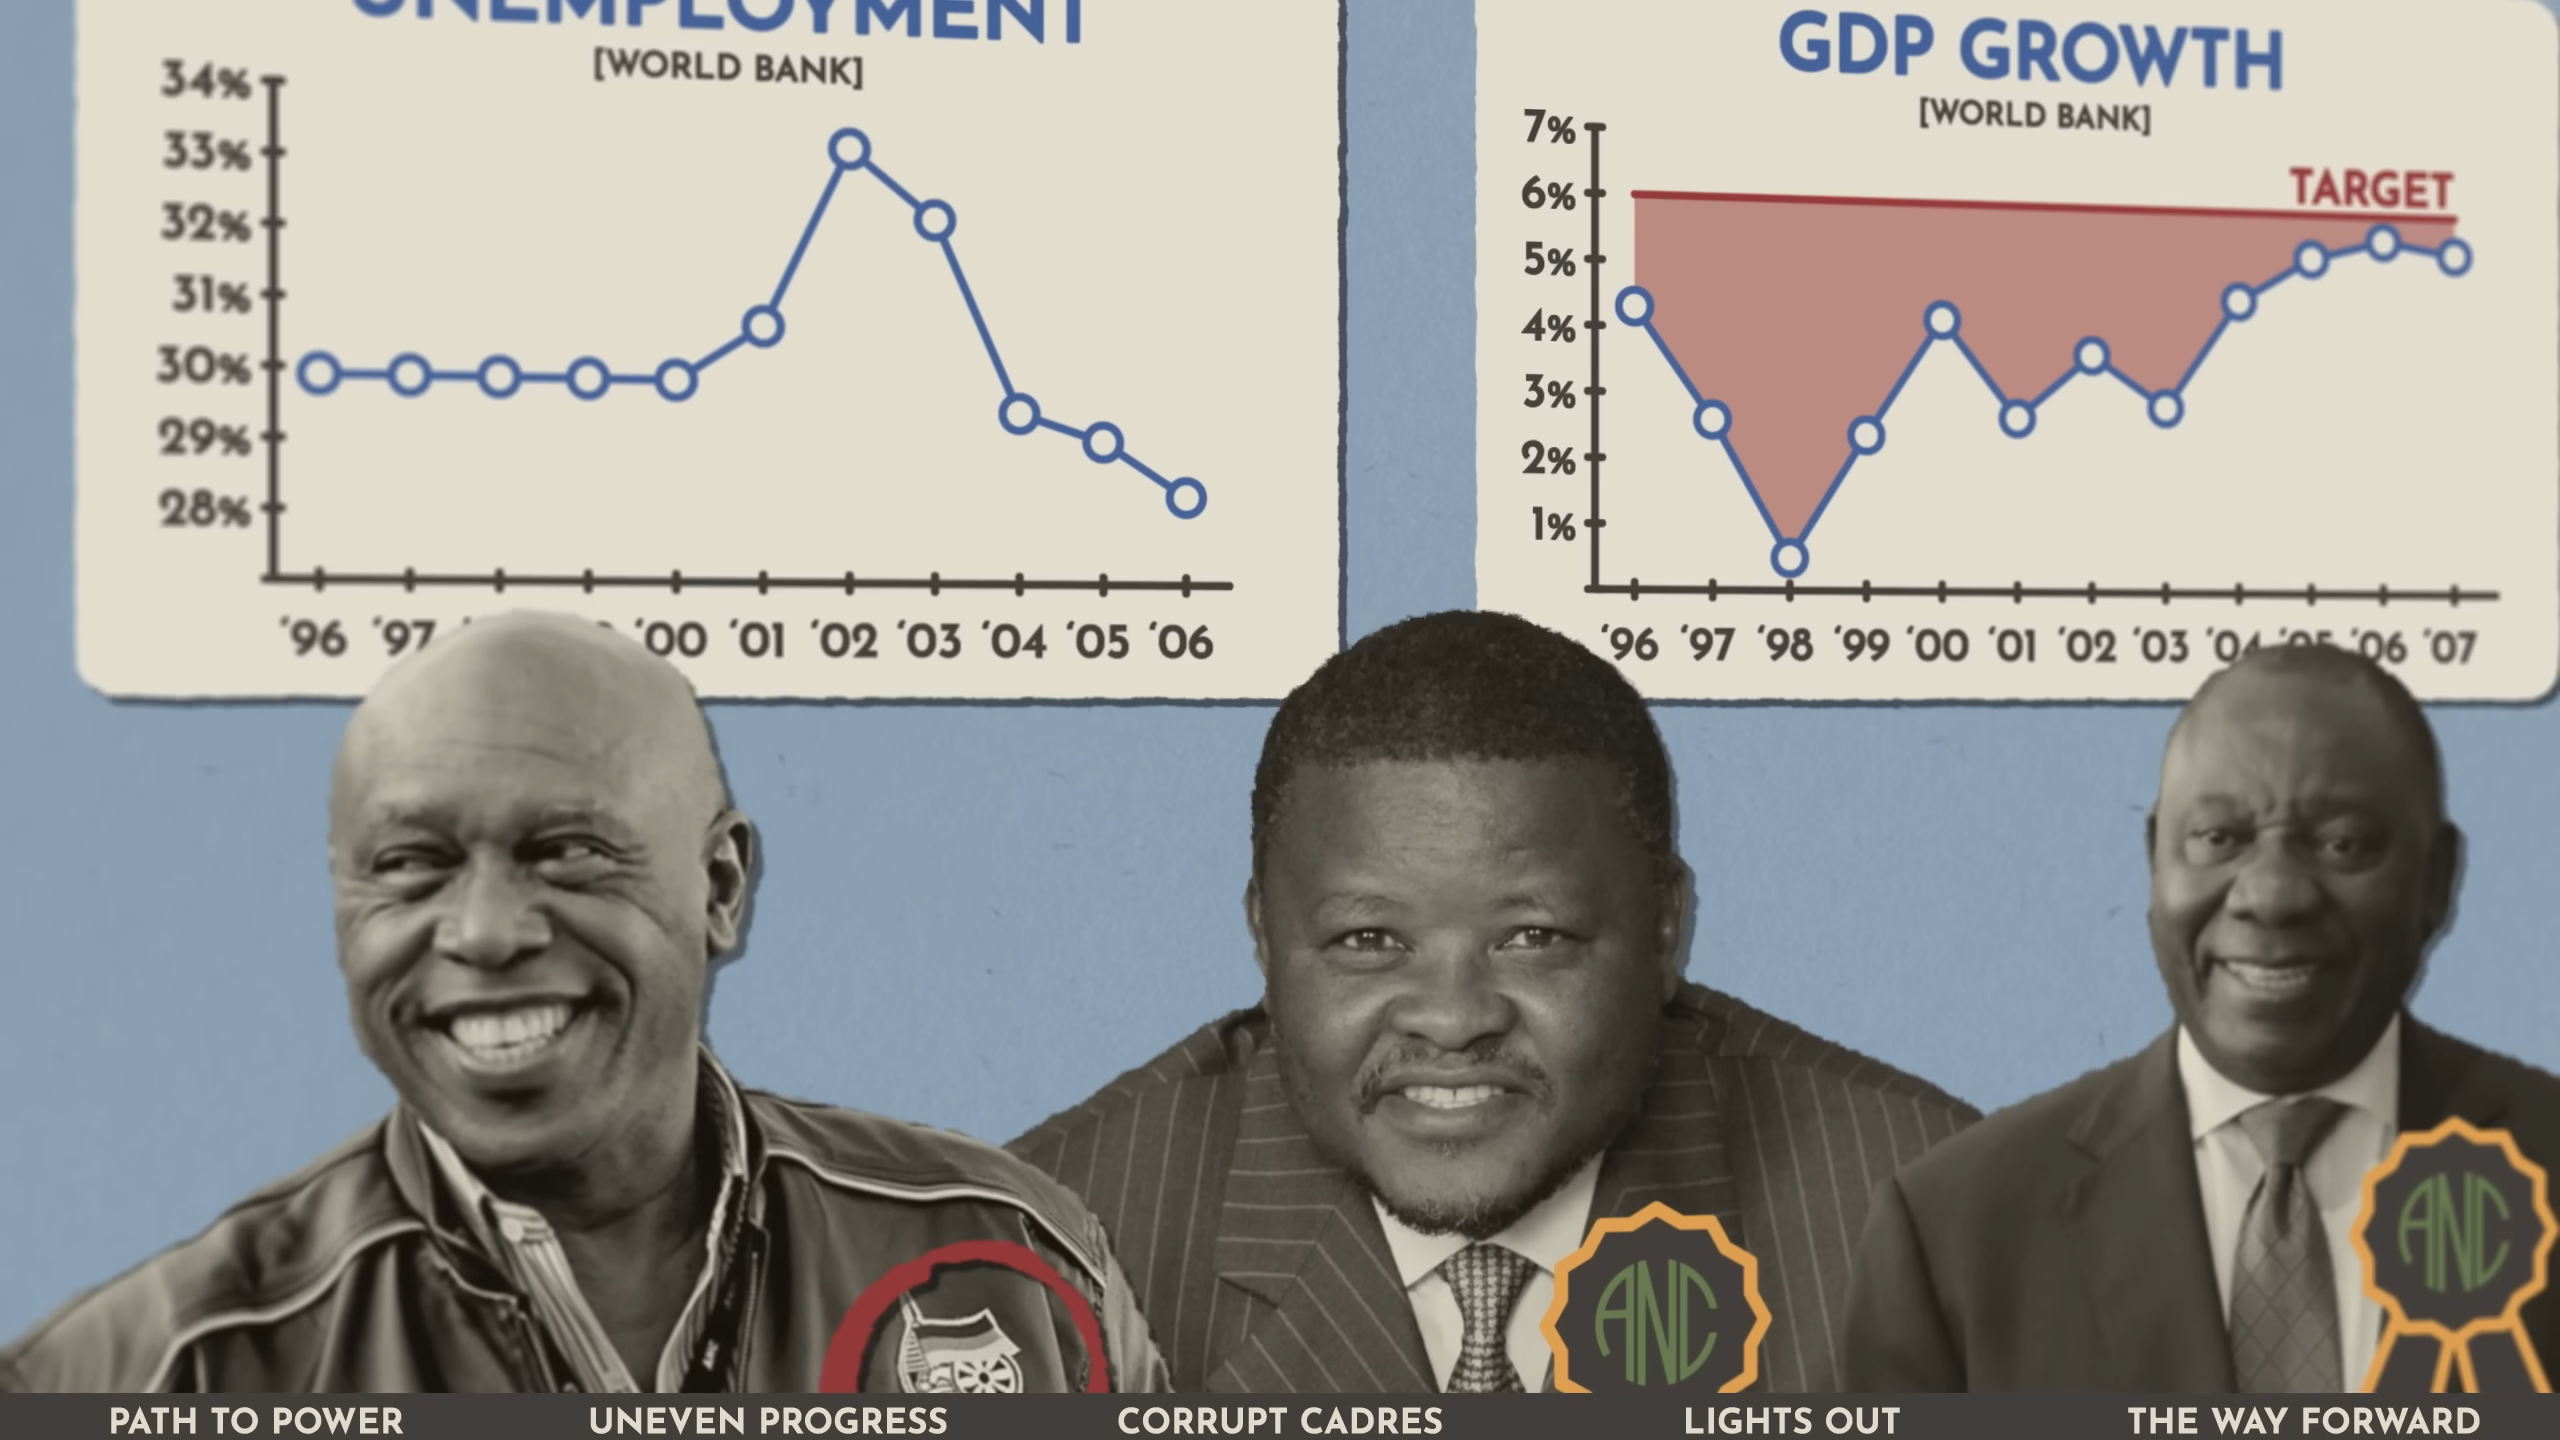 UNEMPLOYMENT
[WORLD BANK]
34%
33%
32%
31%
30%
29%
28%
'96 '97 '00 '01 '02 '03 '04 '05 '06
GDP GROWTH
[WORLD BANK]
TARGET
7%
6%
5%
4%
3%
2%
1%
'96 '97 '98 '99 '00 '01 '02 '03 '04 '05 '06 '07
ANC
ANC
PATH TO POWER
UNEVEN PROGRESS
CORRUPT CADRES
LIGHTS OUT
THE WAY FORWARD